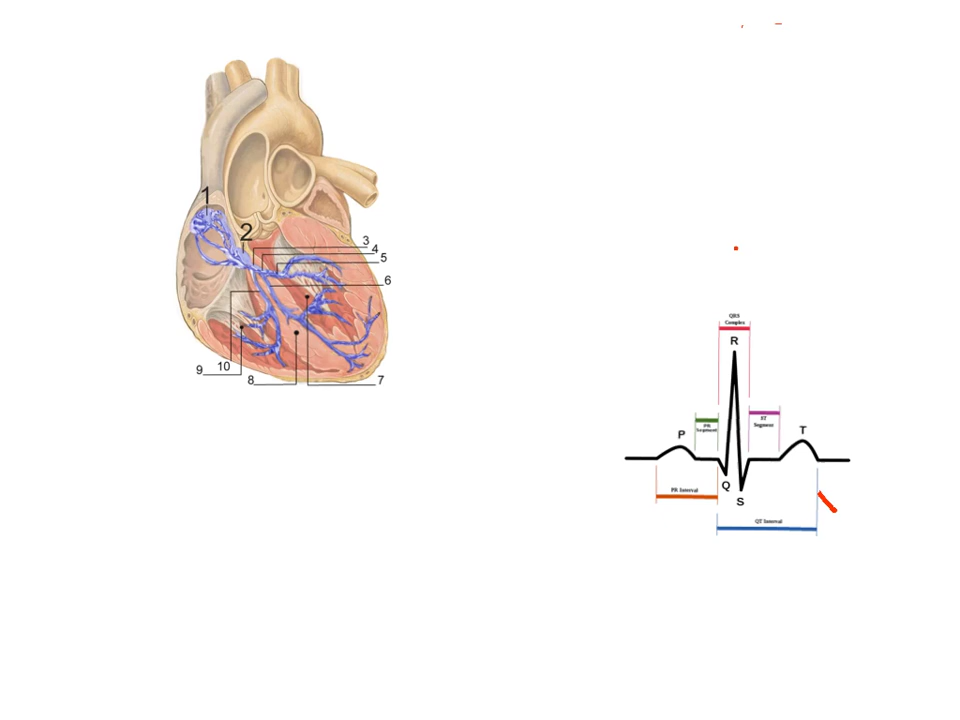 1
2
3
4
5
6
10
9
8
7
QRS
Complex
R
PR
Segment
ST
Segment
P
T
Q
S
PR Interval
QT Interval